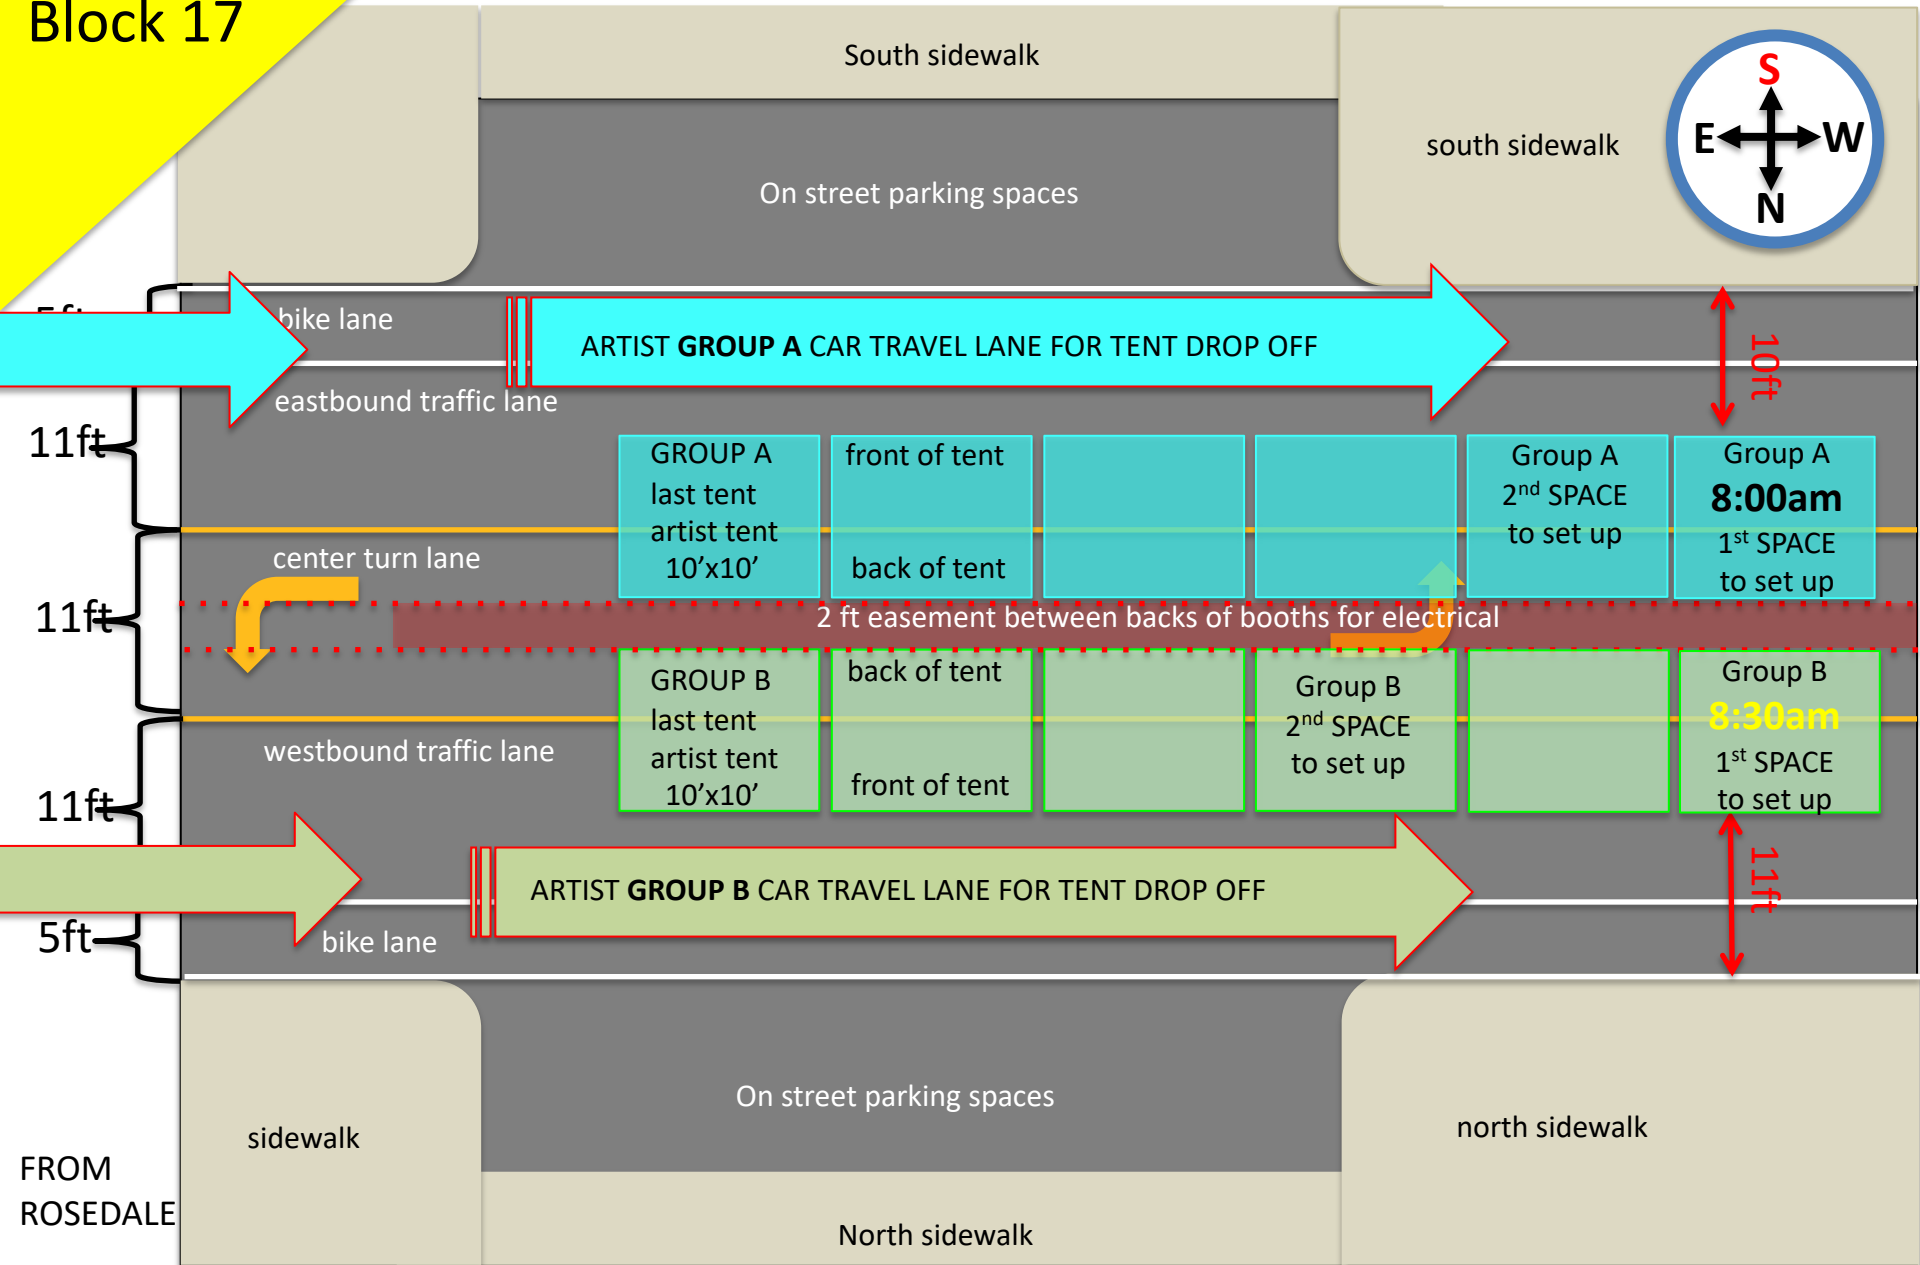 Block 17
South sidewalk
south sidewalk
S
E
W
N
On street parking spaces
5ft
bike lane
ARTIST GROUP A CAR TRAVEL LANE FOR TENT DROP OFF
10ft
eastbound traffic lane
11ft
GROUP A
last tent
artist tent
10’x10’
front of tent
back of tent
Group A
2nd SPACE
to set up
Group A
8:00am
1st SPACE
to set up
center turn lane
11ft
2 ft easement between backs of booths for electrical
GROUP B
last tent
artist tent
10’x10’
back of tent
front of tent
Group B
2nd SPACE
to set up
Group B
8:30am
1st SPACE
to set up
westbound traffic lane
11ft
ARTIST GROUP B CAR TRAVEL LANE FOR TENT DROP OFF
11ft
5ft
bike lane
On street parking spaces
sidewalk
north sidewalk
FROM
ROSEDALE
North sidewalk